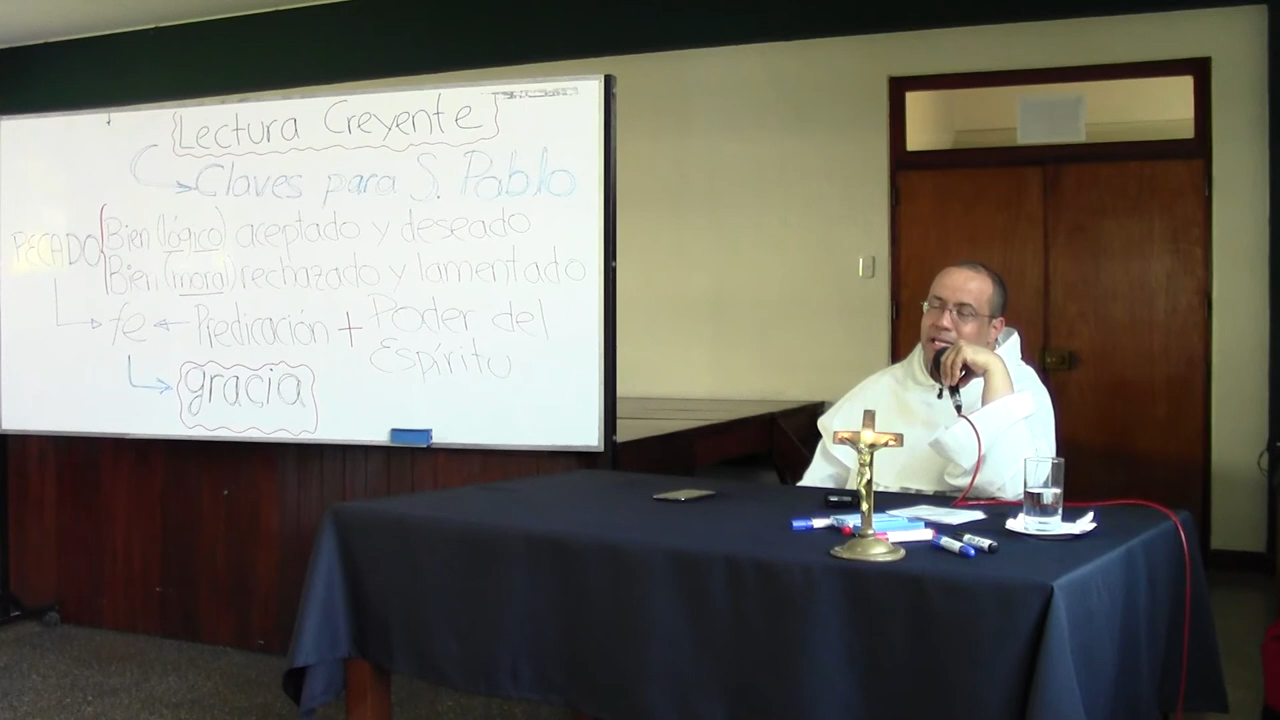 Lectura Creyente
Claves para S. Pablo
PECADO
Bien (lógico) aceptado y deseado
Bien (moral) rechazado y lamentado
fe Predicación + Poder del
Espíritu
gracia